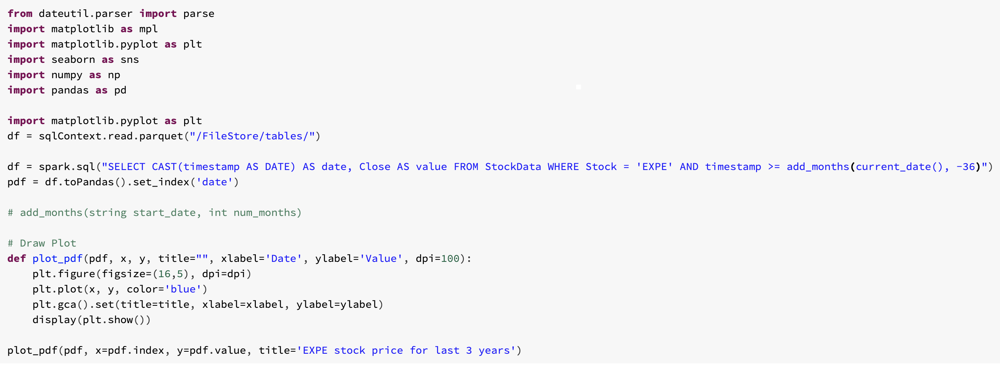 from dateutil.parser import parse
import matplotlib as mpl
import matplotlib.pyplot as plt
import seaborn as sns
import numpy as np
import pandas as pd

import matplotlib.pyplot as plt
df = sqlContext.read.parquet("/FileStore/tables/")

df = spark.sql("SELECT CAST(timestamp AS DATE) AS date, Close AS value FROM StockData WHERE Stock = 'EXPE' AND timestamp >= add_months(current_date(), -36)")
pdf = df.toPandas().set_index('date')

# add_months(string start_date, int num_months)

# Draw Plot
def plot_pdf(pdf, x, y, title="", xlabel='Date', ylabel='Value', dpi=100):
    plt.figure(figsize=(16,5), dpi=dpi)
    plt.plot(x, y, color='blue')
    plt.gca().set(title=title, xlabel=xlabel, ylabel=ylabel)
    display(plt.show())

plot_pdf(pdf, x=pdf.index, y=pdf.value, title='EXPE stock price for last 3 years')